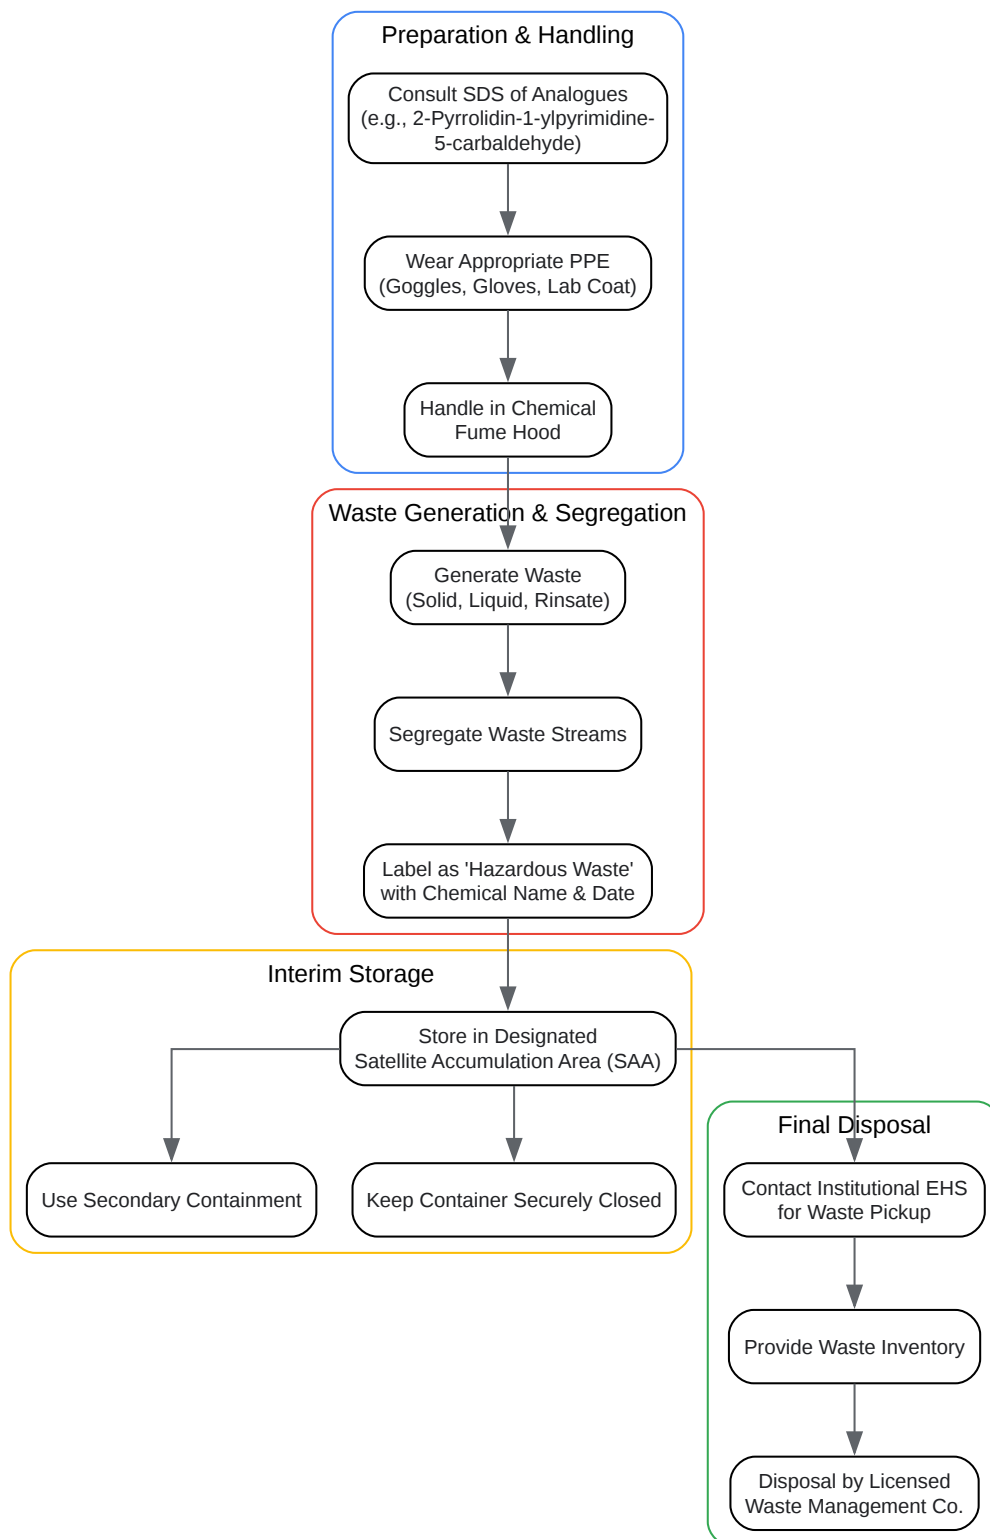 Preparation & Handling
Consult SDS of Analogues
(e.g., 2-Pyrrolidin-1-ylpyrimidine-
5-carbaldehyde)
Wear Appropriate PPE
(Goggles, Gloves, Lab Coat)
Handle in Chemical
Fume Hood
Waste Generation & Segregation
Generate Waste
(Solid, Liquid, Rinsate)
Segregate Waste Streams
Label as 'Hazardous Waste'
with Chemical Name & Date
Interim Storage
Store in Designated
Satellite Accumulation Area (SAA)
Use Secondary Containment
Keep Container Securely Closed
Final Disposal
Contact Institutional EHS
for Waste Pickup
Provide Waste Inventory
Disposal by Licensed
Waste Management Co.